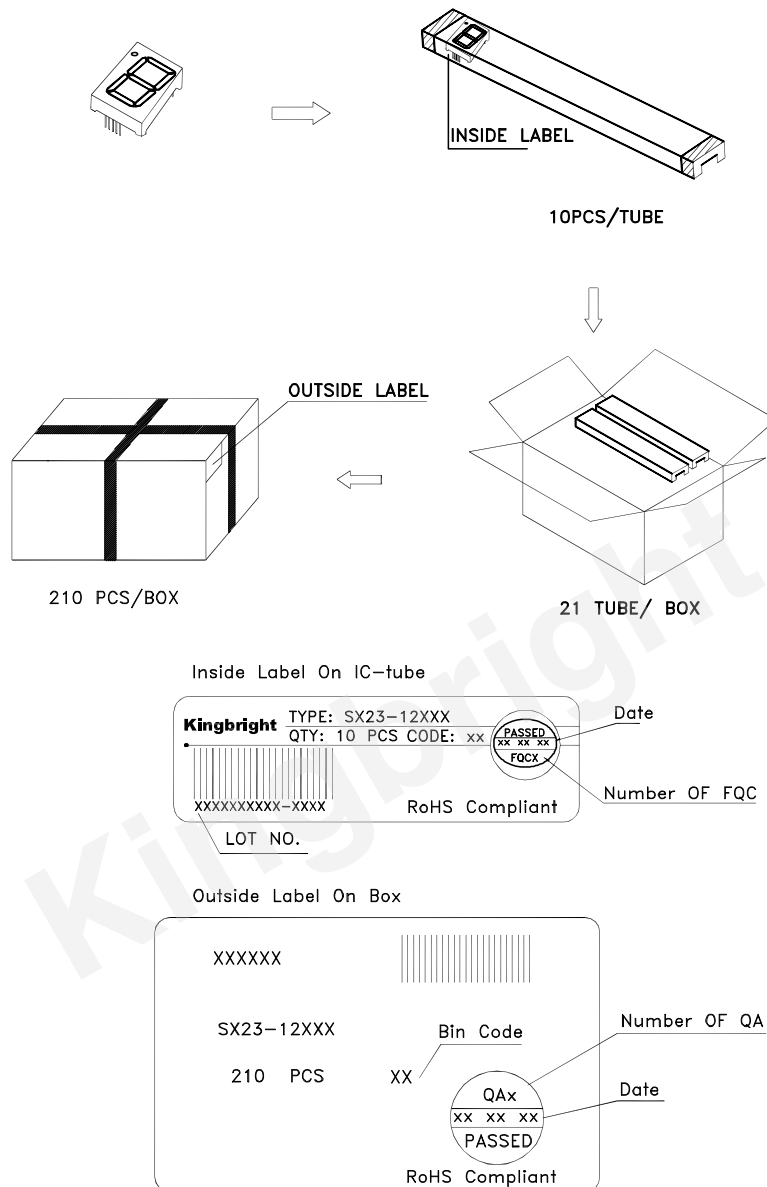 INSIDE LABEL
10PCS/TUBE
OUTSIDE LABEL
210 PCS/BOX
21 TUBE/ BOX
Inside Label On IC-tube
Kingbright
TYPE: SX23-12XXX
QTY: 10 PCS CODE: xx
PASSED
xx xx xx
FQCX
Date
Number OF FQC
XXXXXXXXXX-XXXX
RoHS Compliant
LOT NO.
Outside Label On Box
XXXXXX
SX23-12XXX
Bin Code
210 PCS
XX
Number OF QA
QAx
xx xx xx
PASSED
Date
RoHS Compliant
Kingbright